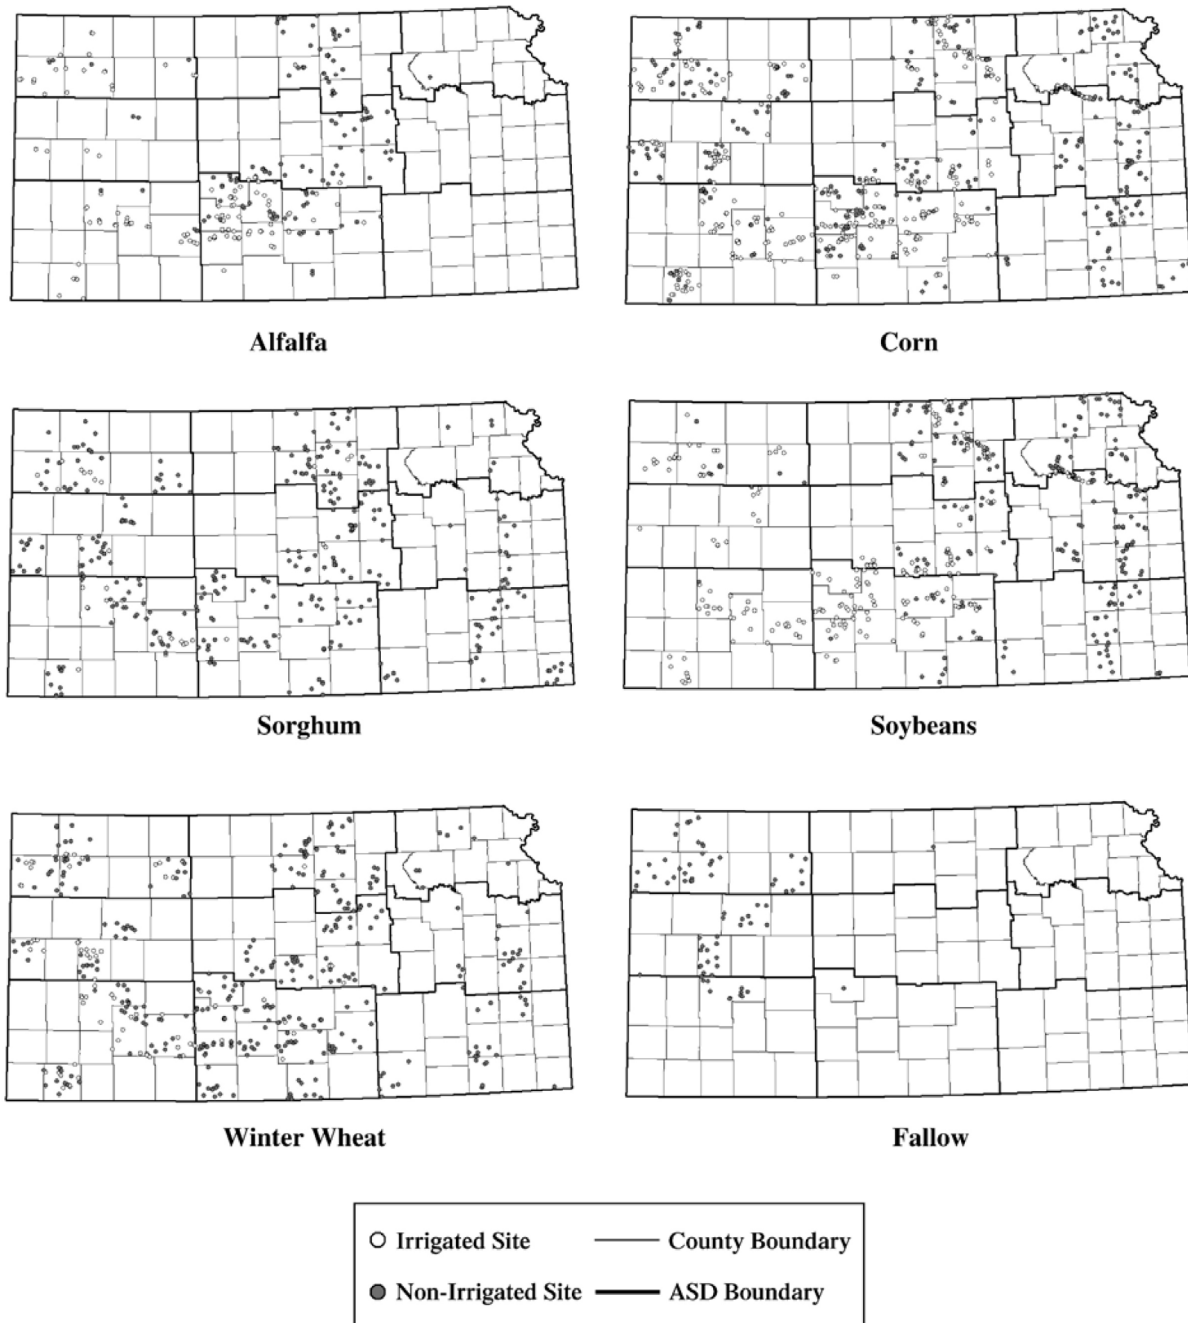 Alfalfa
Corn
Sorghum
Soybeans
Winter Wheat
Fallow
Irrigated Site
County Boundary
Non-Irrigated Site
ASD Boundary